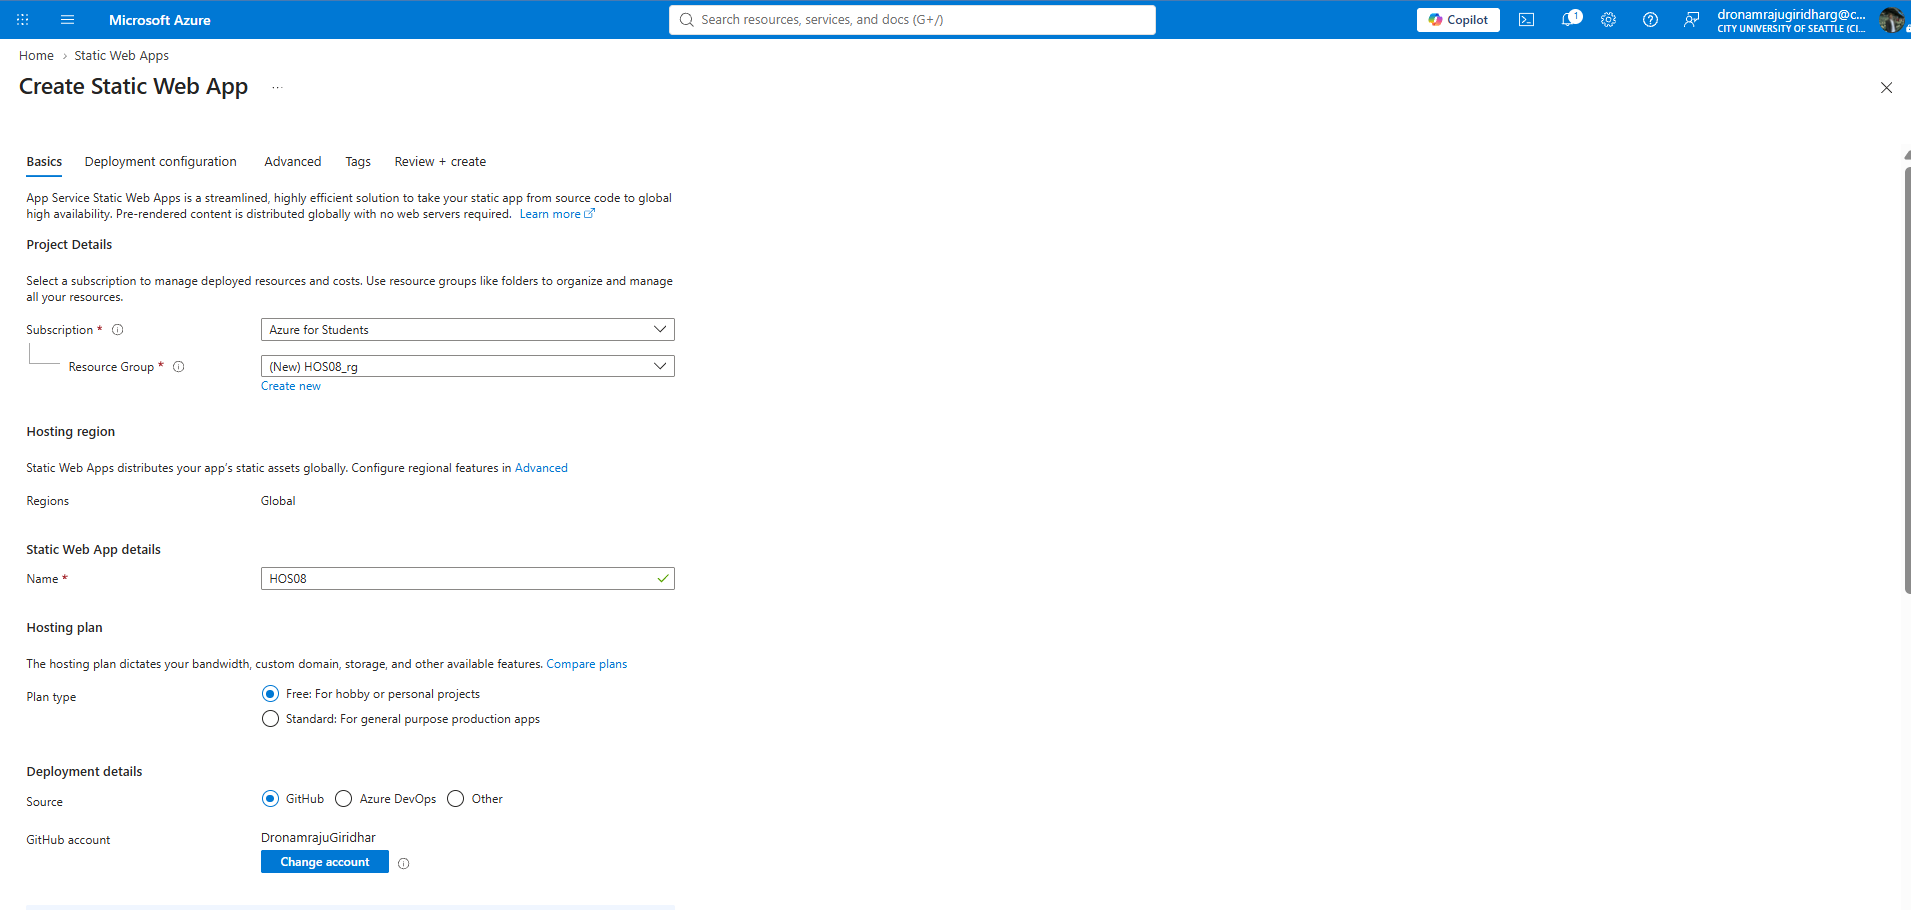 Microsoft Azure
Search resources, services, and docs (G+/)
Copilot
1
dronamrajugiridharg@c...
CITY UNIVERSITY OF SEATTLE (CI...
Home › Static Web Apps
Create Static Web App ...
Basics Deployment configuration Advanced Tags Review + create
App Service Static Web Apps is a streamlined, highly efficient solution to take your static app from source code to global
high availability. Pre-rendered content is distributed globally with no web servers required. Learn more
Project Details
Select a subscription to manage deployed resources and costs. Use resource groups like folders to organize and manage
all your resources.
Subscription * Azure for Students
Resource Group * (New) HOS08_rg
Create new
Hosting region
Static Web Apps distributes your app's static assets globally. Configure regional features in Advanced
Regions Global
Static Web App details
Name * HOS08
Hosting plan
The hosting plan dictates your bandwidth, custom domain, storage, and other available features. Compare plans
Plan type Free: For hobby or personal projects
Standard: For general purpose production apps
Deployment details
Source GitHub Azure DevOps Other
GitHub account DronamrajuGiridhar
Change account